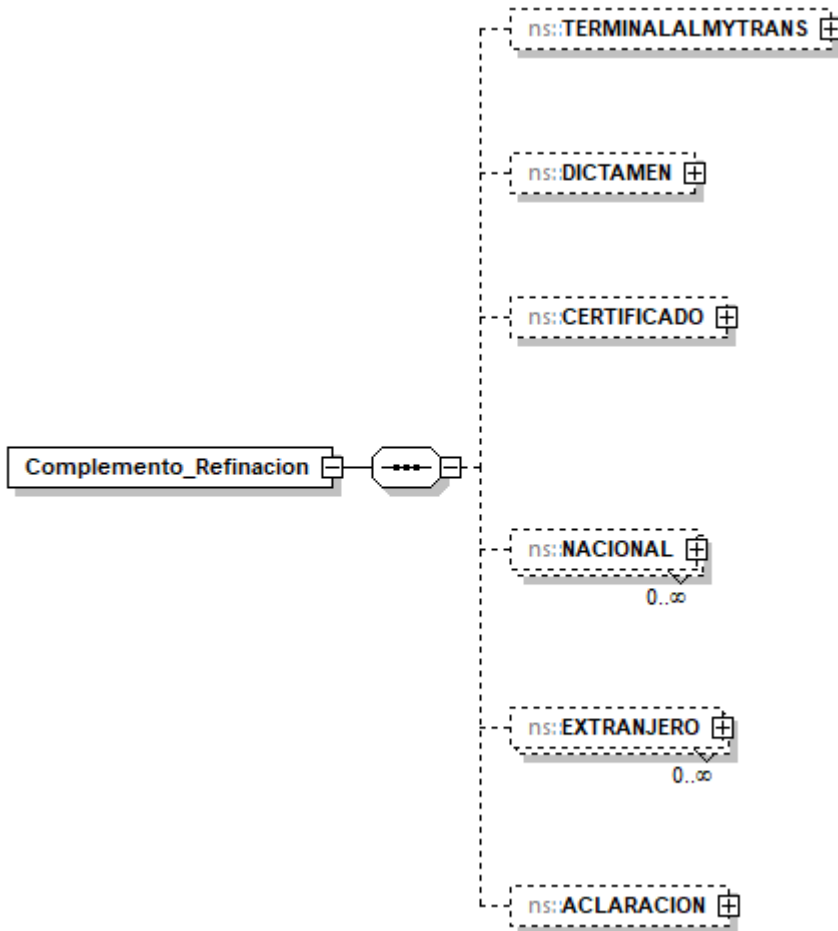 ns::TERMINALALMYTRANS
ns::DICTAMEN
ns::CERTIFICADO
Complemento_Refinacion
ns::NACIONAL
0..∞
ns::EXTRANJERO
0..∞
ns::ACLARACION